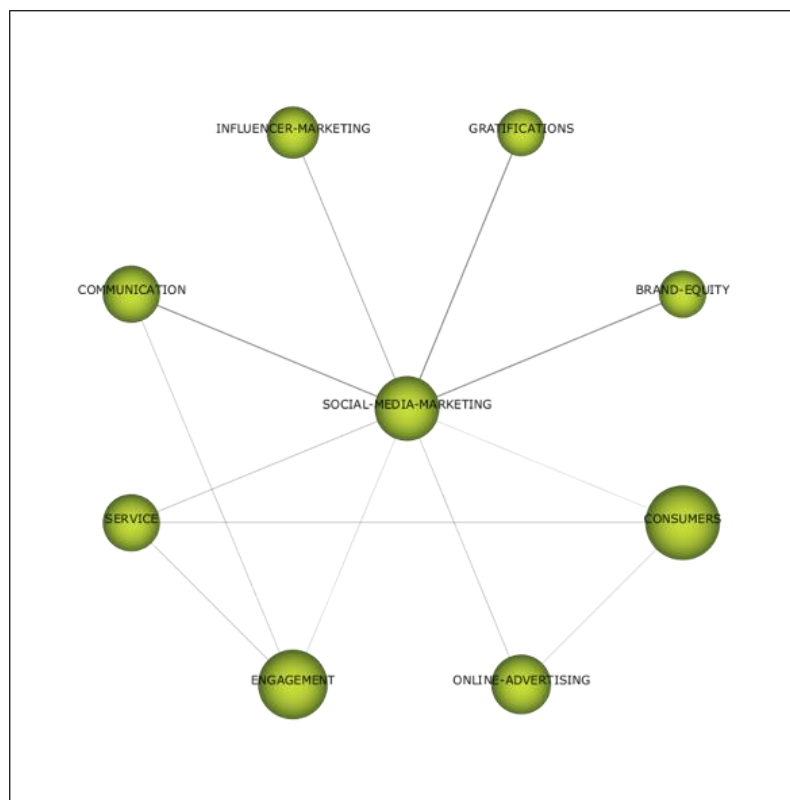 INFLUENCER-MARKETING
GRATIFICATIONS
COMMUNICATION
BRAND-EQUITY
SOCIAL-MEDIA-MARKETING
SERVICE
CONSUMERS
ENGAGEMENT
ONLINE-ADVERTISING